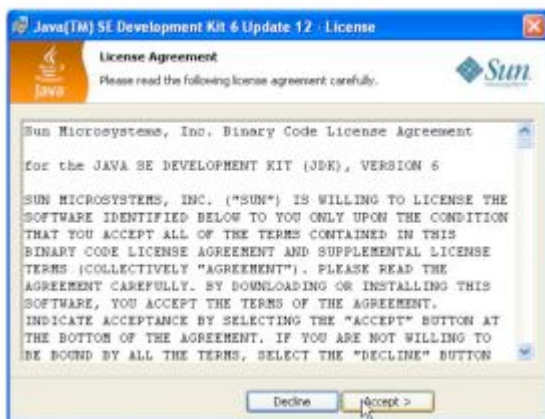 Java(TM) SE Development Kit 6 Update 12 - License
License Agreement
Please read the following license agreement carefully.
Java
Sun
Sun Microsystems, Inc. Binary Code License Agreement
for the JAVA SE DEVELOPMENT KIT (JDK), VERSION 6
SUN MICROSYSTEMS, INC. ("SUN") IS WILLING TO LICENSE THE
SOFTWARE IDENTIFIED BELOW TO YOU ONLY UPON THE CONDITION
THAT YOU ACCEPT ALL OF THE TERMS CONTAINED IN THIS
BINARY CODE LICENSE AGREEMENT AND SUPPLEMENTAL LICENSE
TERMS (COLLECTIVELY "AGREEMENT"). PLEASE READ THE
AGREEMENT CAREFULLY. BY DOWNLOADING OR INSTALLING THIS
SOFTWARE, YOU ACCEPT THE TERMS OF THE AGREEMENT.
INDICATE ACCEPTANCE BY SELECTING THE "ACCEPT" BUTTON AT
THE BOTTOM OF THE AGREEMENT. IF YOU ARE NOT WILLING TO
BE BOUND BY ALL THE TERMS, SELECT THE "DECLINE" BUTTON
Decline
Accept >